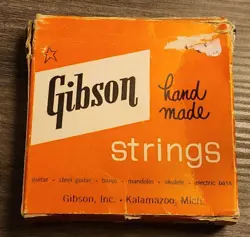 Gibson
hand
made
strings
guitar • steel guitar • banjo • mandolin • ukulele • electric bass
Gibson, Inc. • Kalamazoo, Mich.